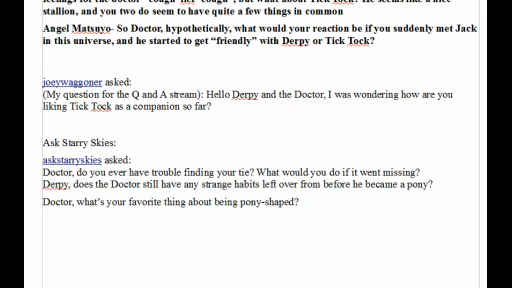 feelings for the doctor *cough *her *cough*, but what about Tick Tock? He seems like a nice
stallion, and you two do seem to have quite a few things in common
Angel Matsuyo- So Doctor, hypothetically, what would your reaction be if you suddenly met Jack
in this universe, and he started to get “friendly” with Derpy or Tick Tock?
joeywaggoner asked:
(My question for the Q and A stream): Hello Derpy and the Doctor, I was wondering how are you
liking Tick Tock as a companion so far?
Ask Starry Skies:
askstarryskies asked:
Doctor, do you ever have trouble finding your tie? What would you do if it went missing?
Derpy, does the Doctor still have any strange habits left over from before he became a pony?
Doctor, what’s your favorite thing about being pony-shaped?